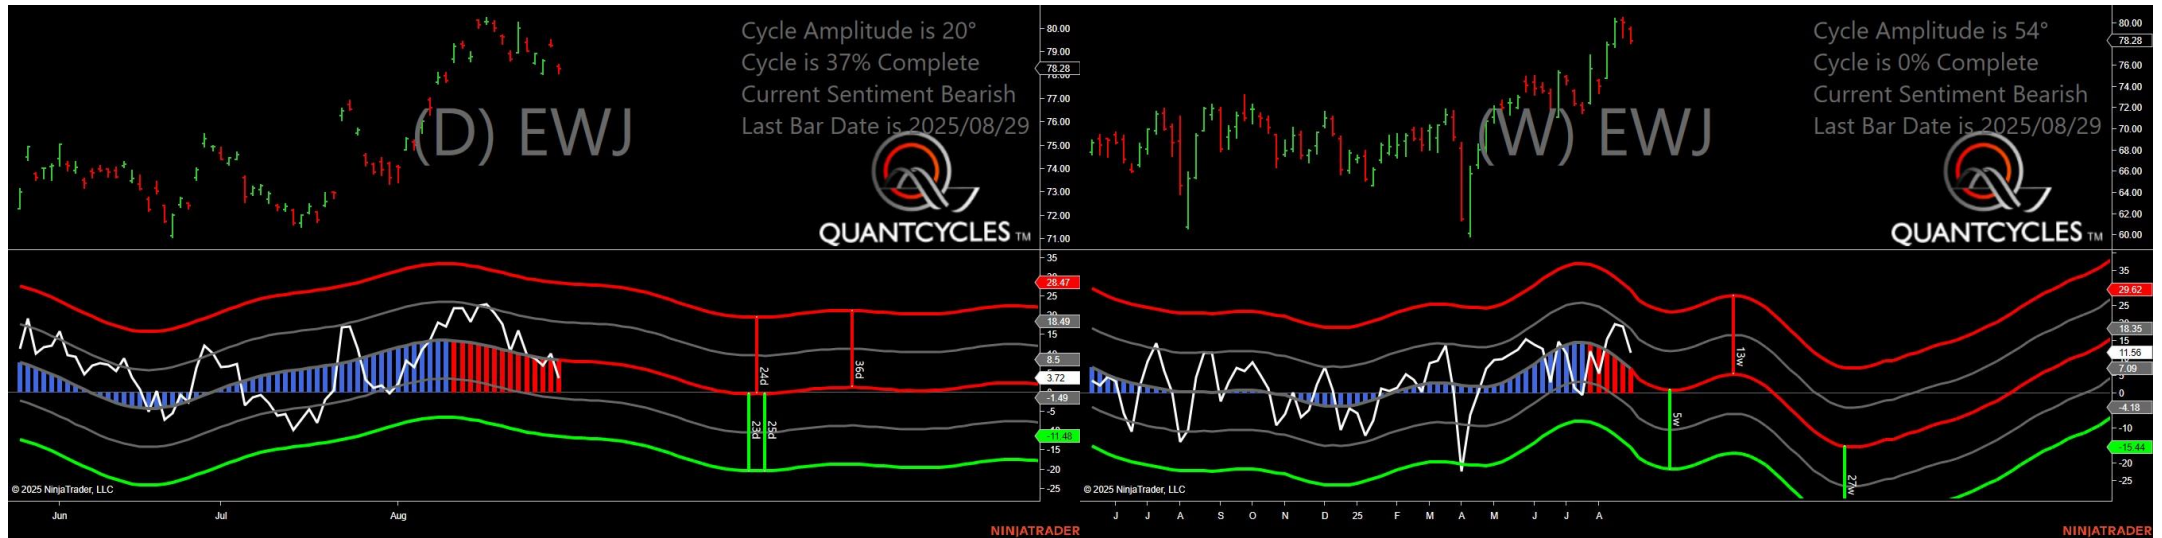 Cycle Amplitude is 20°
Cycle is 37% Complete
Current Sentiment Bearish
Last Bar Date is 2025/08/29
(D) EWJ
QUANTCYCLES TM
80.00
79.00
78.28
77.00
76.00
75.00
74.00
73.00
72.00
71.00
35
28.47
25
18.49
15
8.5
3.72
-1.49
-5
-11.48
-15
-20
-25
24d
36d
23d
25d
© 2025 NinjaTrader, LLC
Jun
Jul
Aug
NINJATRADER
Cycle Amplitude is 54°
Cycle is 0% Complete
Current Sentiment Bearish
Last Bar Date is 2025/08/29
(W) EWJ
QUANTCYCLES TM
80.00
78.28
76.00
74.00
72.00
70.00
68.00
66.00
64.00
62.00
60.00
35
29.62
25
18.35
11.56
7.09
0
-4.18
-10
-15.44
-20
-25
13w
5w
27w
© 2025 NinjaTrader, LLC
J
J
A
S
O
N
D
25
F
M
A
M
J
J
A
NINJATRADER